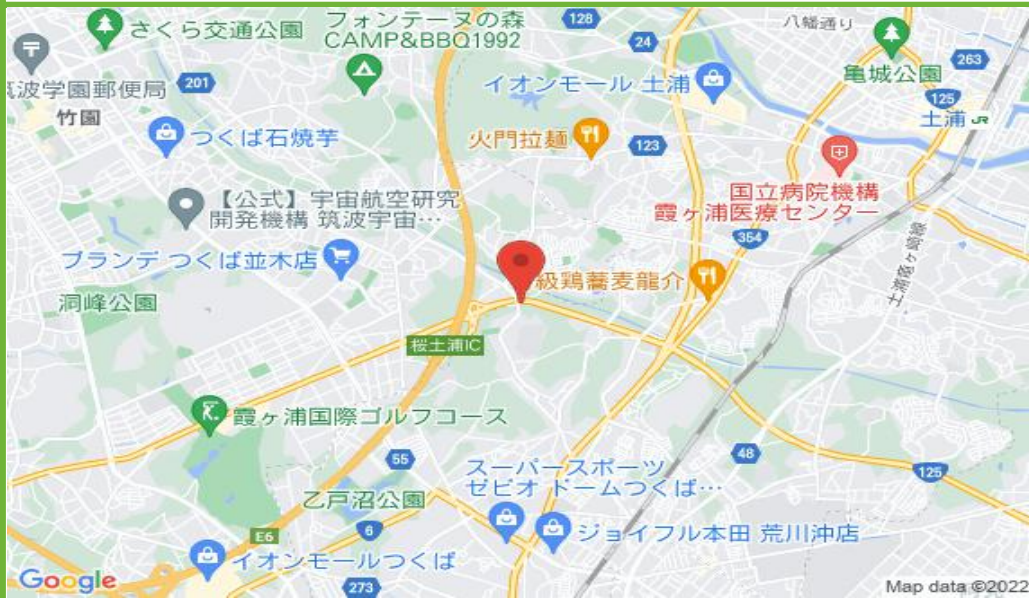 さくら交通公園
フォンテーヌの森
CAMP&BBQ1992
128
24
八幡通り
亀城公園
263
筑波学園郵便局
201
竹園
イオンモール 土浦
125
土浦 JR
つくば石焼芋
火門拉麺
123
国立病院機構
霞ヶ浦医療センター
【公式】宇宙航空研究
開発機構 筑波宇宙…
354
ブランデ つくば並木店
級鶏蕎麦龍介
洞峰公園
桜土浦IC
霞ヶ浦国際ゴルフコース
55
スーパースポーツ
ゼビオ ドームつくば…
48
125
乙戸沼公園
6
E6
ジョイフル本田 荒川沖店
イオンモールつくば
273
Google
Map data ©2022